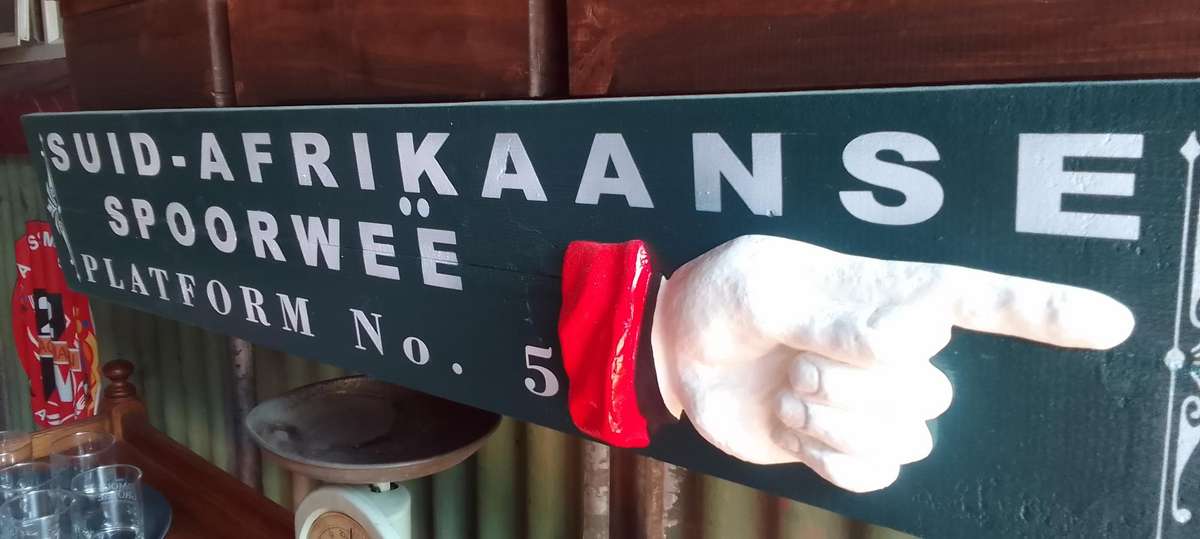 SUID-AFRIKAANSE
SPOORWEË
PLATFORM No. 5